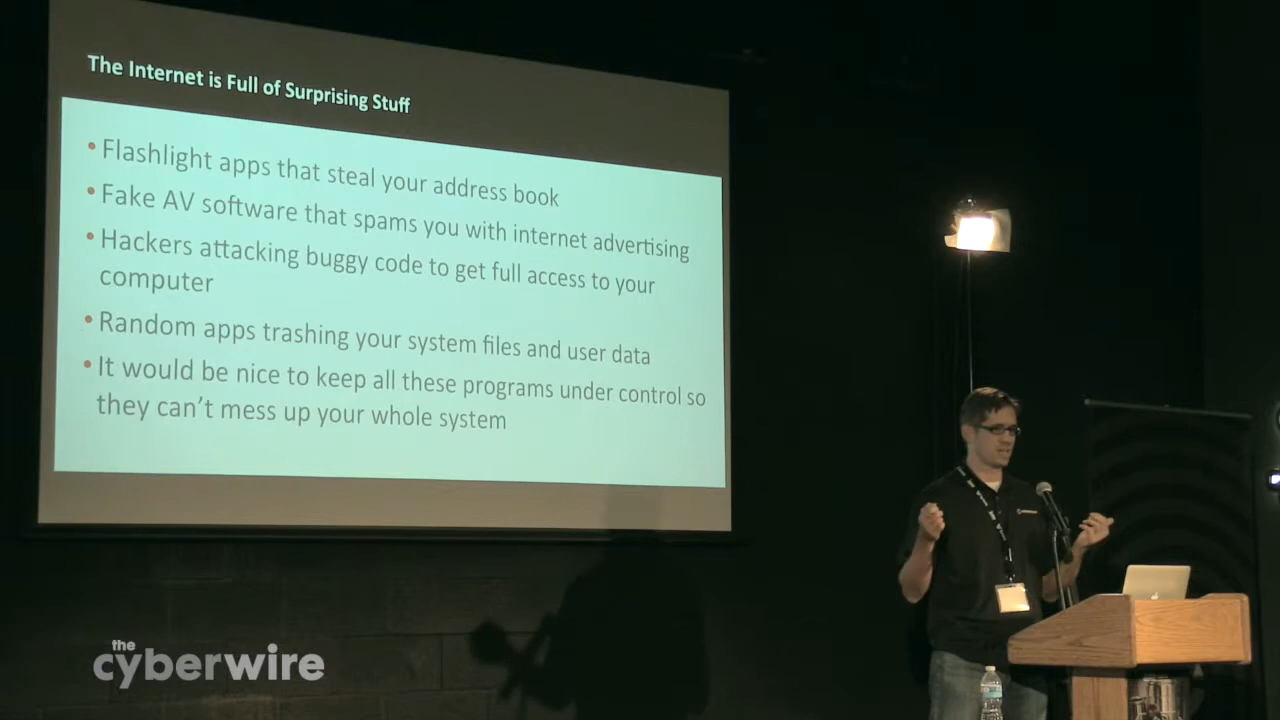 The Internet is Full of Surprising Stuff
• Flashlight apps that steal your address book
• Fake AV software that spams you with internet advertising
• Hackers attacking buggy code to get full access to your
computer
• Random apps trashing your system files and user data
• It would be nice to keep all these programs under control so
they can’t mess up your whole system
the
cyberwire